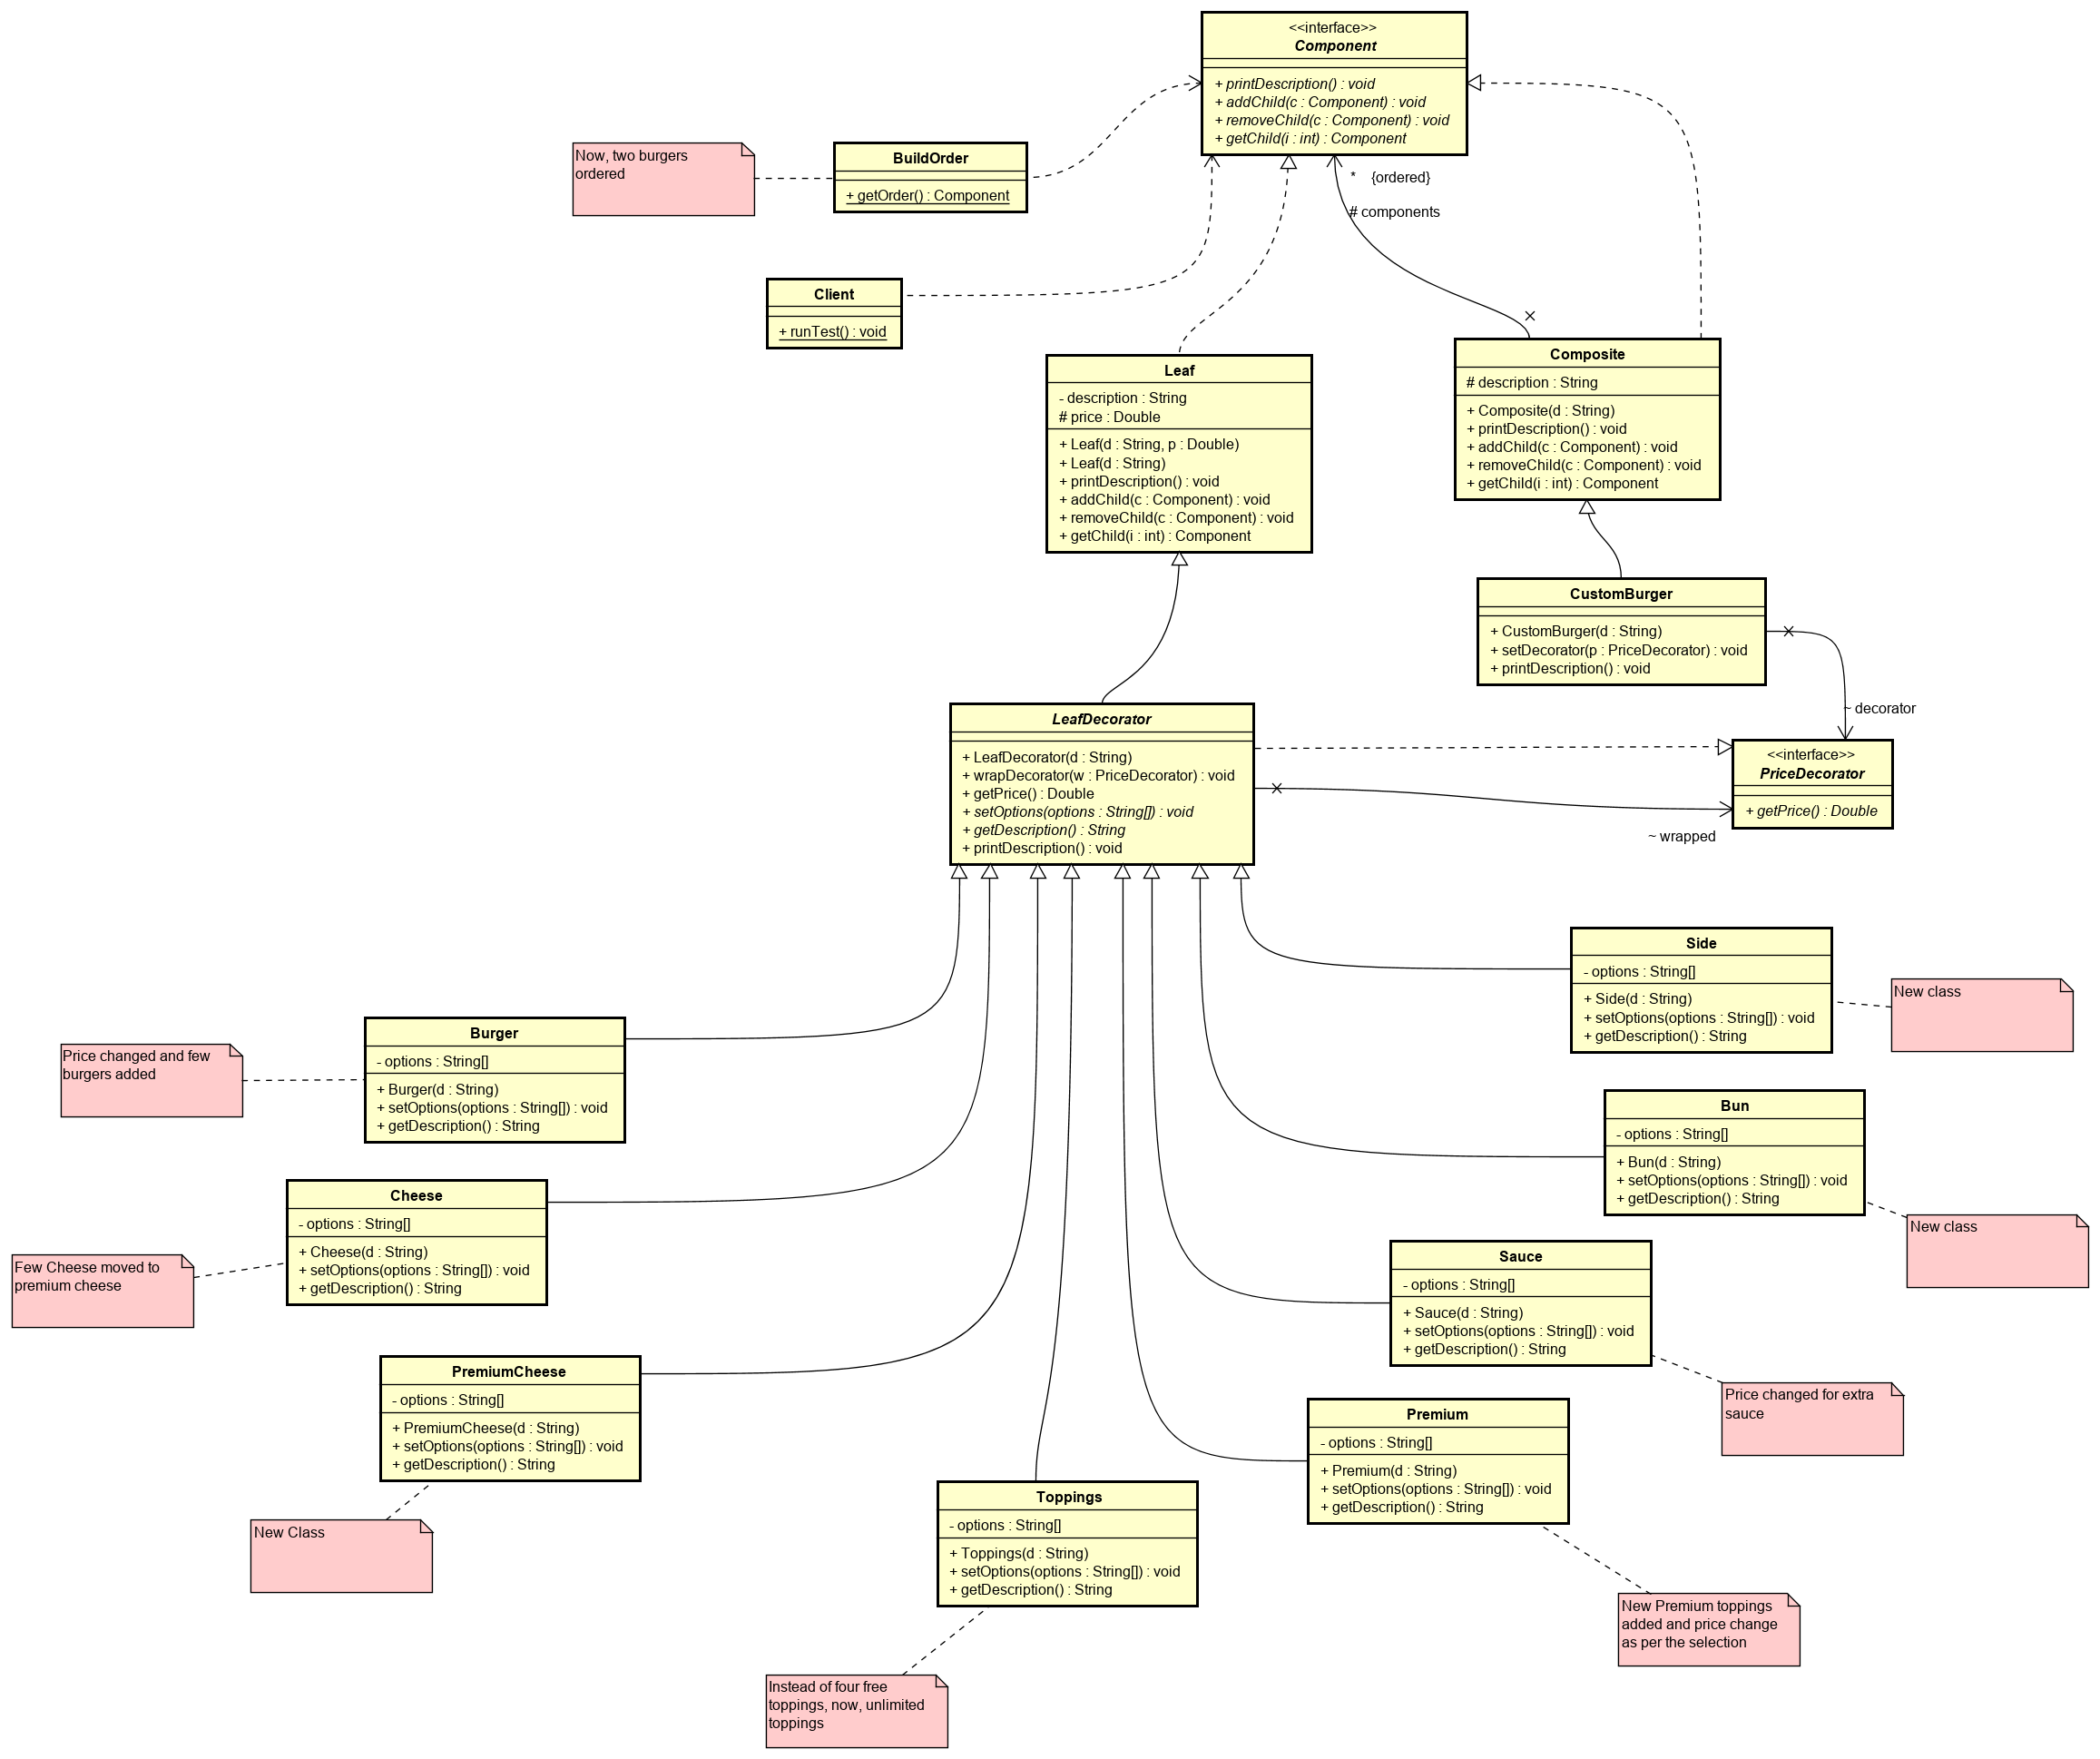 <<interface>>
Component
+ printDescription() : void
+ addChild(c : Component) : void
+ removeChild(c : Component) : void
+ getChild(i : int) : Component
Now, two burgers
ordered
BuildOrder
+ getOrder() : Component
* {ordered}
# components
Client
+ runTest() : void
Leaf
- description : String
# price : Double
+ Leaf(d : String, p : Double)
+ Leaf(d : String)
+ printDescription() : void
+ addChild(c : Component) : void
+ removeChild(c : Component) : void
+ getChild(i : int) : Component
Composite
# description : String
+ Composite(d : String)
+ printDescription() : void
+ addChild(c : Component) : void
+ removeChild(c : Component) : void
+ getChild(i : int) : Component
CustomBurger
+ CustomBurger(d : String)
+ setDecorator(p : PriceDecorator) : void
+ printDescription() : void
~ decorator
LeafDecorator
+ LeafDecorator(d : String)
+ wrapDecorator(w : PriceDecorator) : void
+ getPrice() : Double
+ setOptions(options : String[]) : void
+ getDescription() : String
+ printDescription() : void
<<interface>>
PriceDecorator
+ getPrice() : Double
~ wrapped
Side
- options : String[]
+ Side(d : String)
+ setOptions(options : String[]) : void
+ getDescription() : String
New class
Burger
- options : String[]
+ Burger(d : String)
+ setOptions(options : String[]) : void
+ getDescription() : String
Price changed and few
burgers added
Bun
- options : String[]
+ Bun(d : String)
+ setOptions(options : String[]) : void
+ getDescription() : String
New class
Cheese
- options : String[]
+ Cheese(d : String)
+ setOptions(options : String[]) : void
+ getDescription() : String
Few Cheese moved to
premium cheese
Sauce
- options : String[]
+ Sauce(d : String)
+ setOptions(options : String[]) : void
+ getDescription() : String
Price changed for extra
sauce
PremiumCheese
- options : String[]
+ PremiumCheese(d : String)
+ setOptions(options : String[]) : void
+ getDescription() : String
New Class
Premium
- options : String[]
+ Premium(d : String)
+ setOptions(options : String[]) : void
+ getDescription() : String
New Premium toppings
added and price change
as per the selection
Toppings
- options : String[]
+ Toppings(d : String)
+ setOptions(options : String[]) : void
+ getDescription() : String
Instead of four free
toppings, now, unlimited
toppings